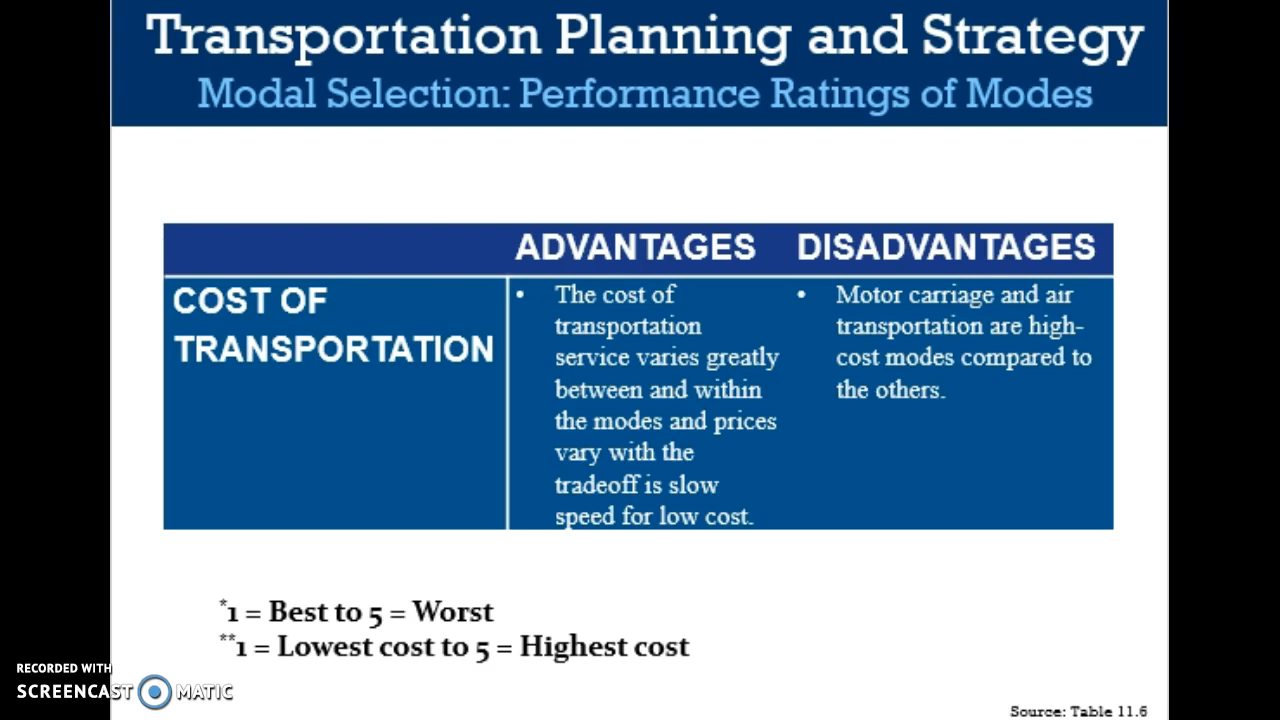 Transportation Planning and Strategy
Modal Selection: Performance Ratings of Modes
ADVANTAGES DISADVANTAGES
COST OF
TRANSPORTATION
• The cost of
transportation
service varies greatly
between and within
the modes and prices
vary with the
tradeoff is slow
speed for low cost.
• Motor carriage and air
transportation are high-
cost modes compared to
the others.
*1 = Best to 5 = Worst
**1 = Lowest cost to 5 = Highest cost
RECORDED WITH
SCREENCAST MATIC
Source: Table 11.6